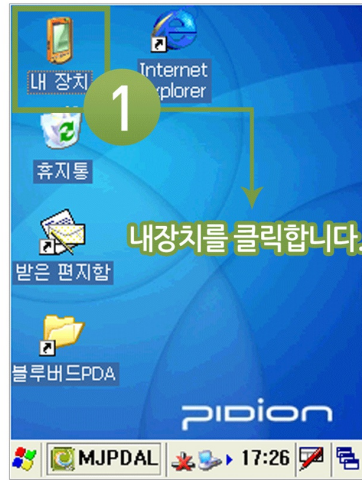 내 장치
Internet
xplorer
1
휴지통
내장치를 클릭합니다.
받은 편지함
블루버드PDA
PIDION
MJPDAL
17:26